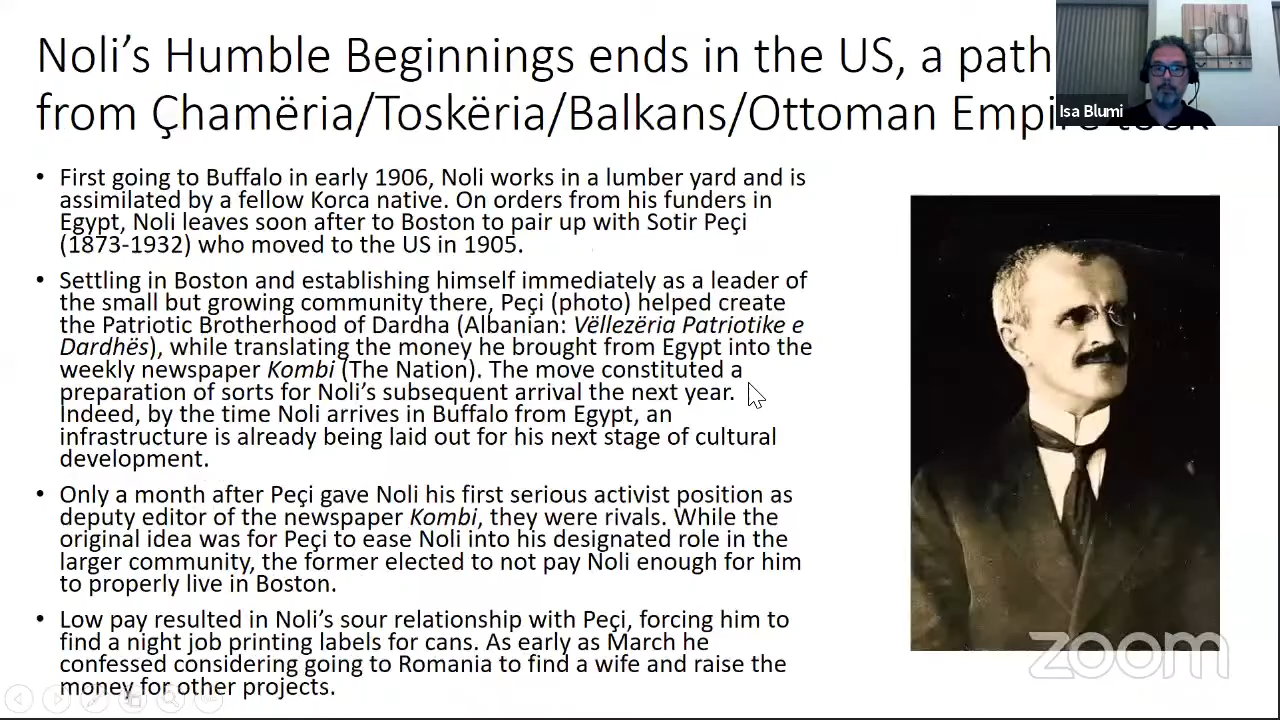 Noli’s Humble Beginnings ends in the US, a path
from Çhamëria/Toskëria/Balkans/Ottoman Empire took
Isa Blumi
• First going to Buffalo in early 1906, Noli works in a lumber yard and is
assimilated by a fellow Korca native. On orders from his funders in
Egypt, Noli leaves soon after to Boston to pair up with Sotir Peçi
(1873-1932) who moved to the US in 1905.
• Settling in Boston and establishing himself immediately as a leader of
the small but growing community there, Peçi (photo) helped create
the Patriotic Brotherhood of Dardha (Albanian: Vëllezëria Patriotike e
Dardhës), while translating the money he brought from Egypt into the
weekly newspaper Kombi (The Nation). The move constituted a
preparation of sorts for Noli’s subsequent arrival the next year.
Indeed, by the time Noli arrives in Buffalo from Egypt, an
infrastructure is already being laid out for his next stage of cultural
development.
• Only a month after Peçi gave Noli his first serious activist position as
deputy editor of the newspaper Kombi, they were rivals. While the
original idea was for Peçi to ease Noli into his designated role in the
larger community, the former elected to not pay Noli enough for him
to properly live in Boston.
• Low pay resulted in Noli’s sour relationship with Peçi, forcing him to
find a night job printing labels for cans. As early as March he
confessed considering going to Romania to find a wife and raise the
money for other projects.
zoom